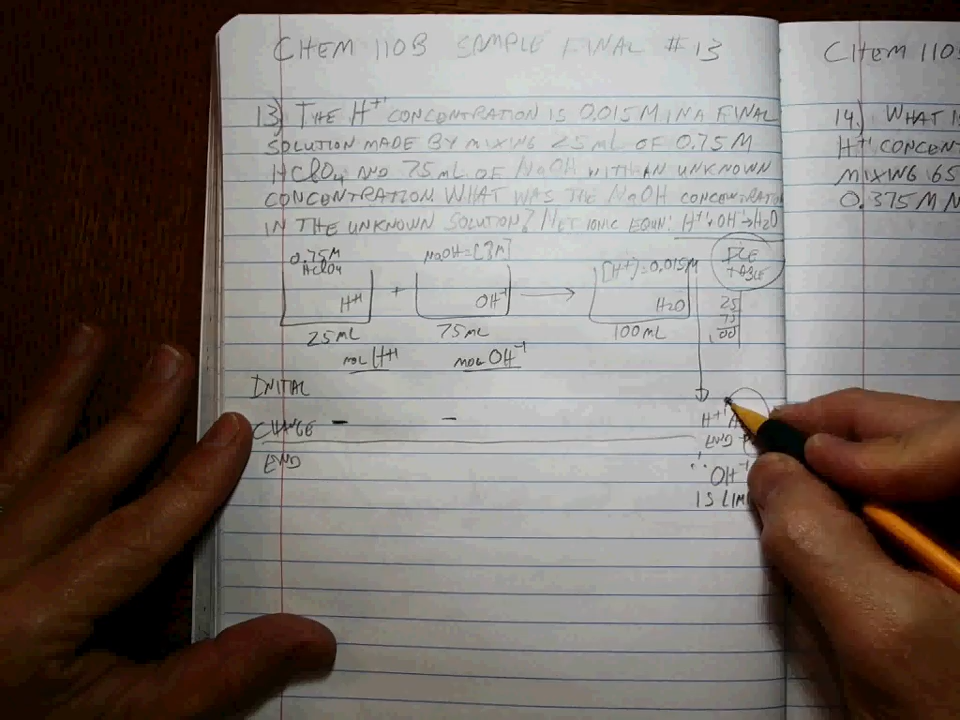 CHEM 110B SAMPLE FINAL #13
13) THE H+1 CONCENTRATION IS 0.015M IN A FINAL
SOLUTION MADE BY MIXING 25 mL OF 0.75 M
HClO4 AND 75 mL OF NaOH WITH AN UNKNOWN
CONCENTRATION. WHAT WAS THE NaOH CONCENTRATION
IN THE UNKNOWN SOLUTION? NET IONIC EQUN: H+1+OH-1→H2O
0.75M
HClO4
NaOH=[?M]
[H+]=0.015M
ICE
TABLE
H+1
+
OH-1
→
H2O
25
75
100
25mL
75mL
100mL
mol H+1
mol OH-1
INITIAL
CHANGE - -
END
H+1
END
∴ OH-1
IS
CHEM 110
14.) WHAT
H+1 CONCEN
MIXING 65
0.375M N